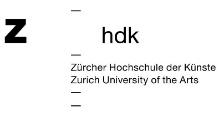 z hdk
Zürcher Hochschule der Künste
Zurich University of the Arts